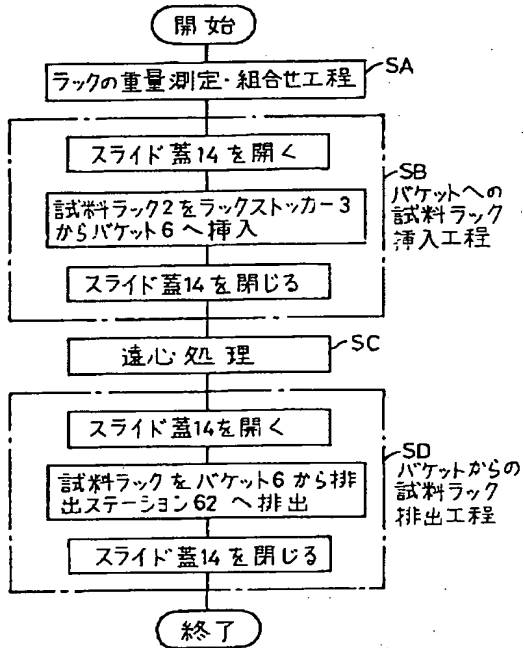 開始
ラックの重量測定・組合せ工程
SA
スライド蓋14を開く
試料ラック2をラックストッカー3
からバケット6へ挿入
スライド蓋14を閉じる
SB
バケットへの
試料ラック
挿入工程
遠心処理
SC
スライド蓋14を開く
試料ラックをバケット6から排
出ステーション62へ排出
スライド蓋14を閉じる
SD
バケットからの
試料ラック
排出工程
終了